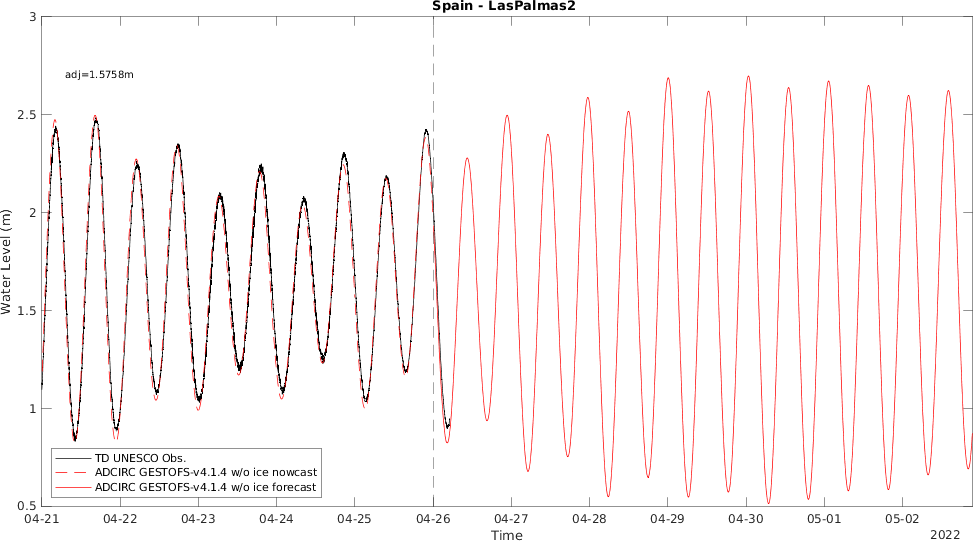 Spain - LasPalmas2
3
adj=1.5758m
2.5
2
Water Level (m)
1.5
1
TD UNESCO Obs.
ADCIRC GESTOFS-v4.1.4 w/o ice nowcast
ADCIRC GESTOFS-v4.1.4 w/o ice forecast
0.5
04-21 04-22 04-23 04-24 04-25 04-26 04-27 04-28 04-29 04-30 05-01 05-02
Time
2022